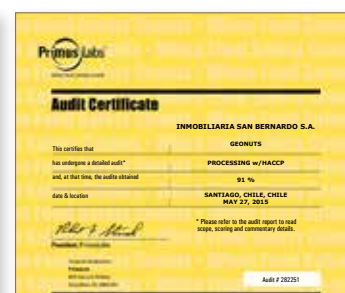 Primus Labs
Audit Certificate
INMOBILIARIA SAN BERNARDO S.A.
This certifies that
GEONUTS
has undergone a detailed audit*
PROCESSING w/HACCP
and, at that time, the audite obtained
91 %
date & location
SANTIAGO, CHILE, CHILE
MAY 27, 2015
* Please refer to the audit report to read
scope, scoring and commentary details.
President, PrimusLabs
Audit # 282251